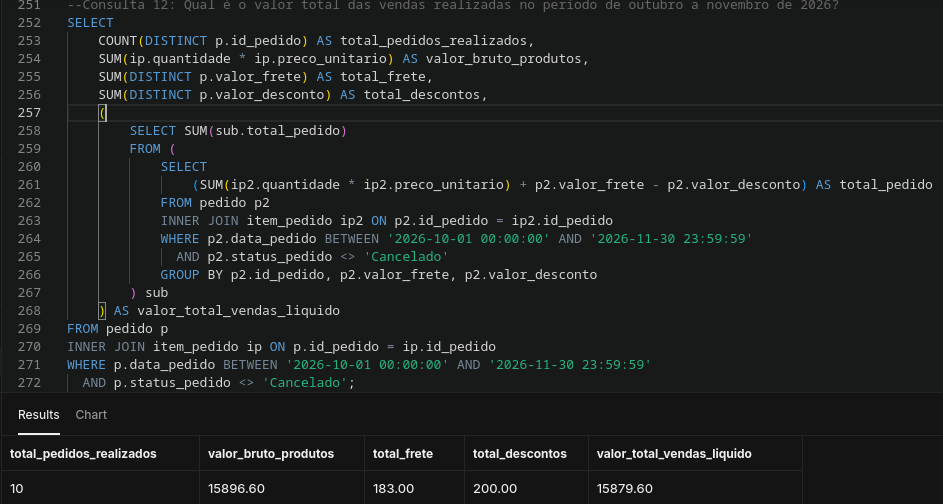 251 --Consulta 12: Qual é o valor total das vendas realizadas no período de outubro a novembro de 2026?
252 SELECT
253 COUNT(DISTINCT p.id_pedido) AS total_pedidos_realizados,
254 SUM(ip.quantidade * ip.preco_unitario) AS valor_bruto_produtos,
255 SUM(DISTINCT p.valor_frete) AS total_frete,
256 SUM(DISTINCT p.valor_desconto) AS total_descontos,
257 (
258 SELECT SUM(sub.total_pedido)
259 FROM (
260 SELECT
261 (SUM(ip2.quantidade * ip2.preco_unitario) + p2.valor_frete - p2.valor_desconto) AS total_pedido
262 FROM pedido p2
263 INNER JOIN item_pedido ip2 ON p2.id_pedido = ip2.id_pedido
264 WHERE p2.data_pedido BETWEEN '2026-10-01 00:00:00' AND '2026-11-30 23:59:59'
265 AND p2.status_pedido <> 'Cancelado'
266 GROUP BY p2.id_pedido, p2.valor_frete, p2.valor_desconto
267 ) sub
268 ) AS valor_total_vendas_liquido
269 FROM pedido p
270 INNER JOIN item_pedido ip ON p.id_pedido = ip.id_pedido
271 WHERE p.data_pedido BETWEEN '2026-10-01 00:00:00' AND '2026-11-30 23:59:59'
272 AND p.status_pedido <> 'Cancelado';
Results Chart
total_pedidos_realizados valor_bruto_produtos total_frete total_descontos valor_total_vendas_liquido
10 15896.60 183.00 200.00 15879.60